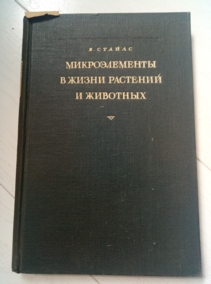 В. СТАЙЛС
МИКРОЭЛЕМЕНТЫ
В ЖИЗНИ РАСТЕНИЙ
И ЖИВОТНЫХ